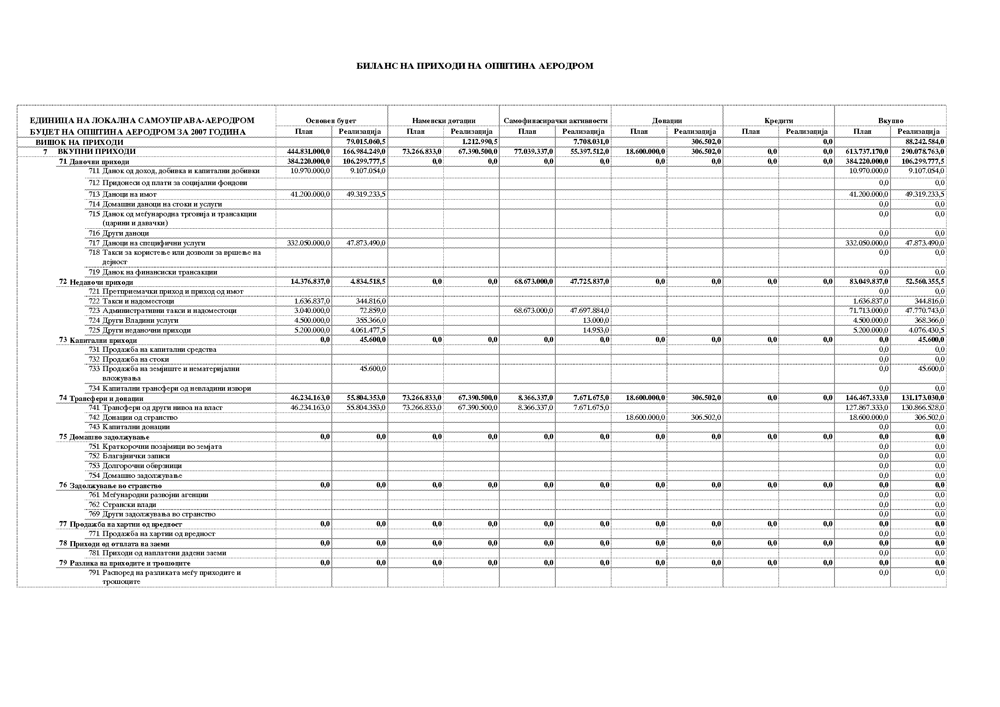 БИЛАНС НА ПРИХОДИ НА ОПШТИНА АЕРОДРОМ
ЕДИНИЦА НА ЛОКАЛНА САМОУПРАВА-АЕРОДРОМ Основен буџет Наменски дотации Самофинасирачки активности Донации Кредити Вкупно
БУЏЕТ НА ОПШТИНА АЕРОДРОМ ЗА 2007 ГОДИНА План Реализација План Реализација План Реализација План Реализација План Реализација План Реализација
ВИШОК НА ПРИХОДИ 79.015.060,5 1.212.990,5 7.708.031,0 306.502,0 0,0 88.242.584,0
7 ВКУПНИ ПРИХОДИ 444.831.000,0 166.984.249,0 73.266.833,0 67.390.500,0 77.039.337,0 55.397.512,0 18.600.000,0 306.502,0 0,0 0,0 613.737.170,0 290.078.763,0
71 Даночни приходи 384.220.000,0 106.299.777,5 0,0 0,0 0,0 0,0 0,0 0,0 0,0 0,0 384.220.000,0 106.299.777,5
711 Данок од доход, добивка и капитални добивки 10.970.000,0 9.107.054,0 10.970.000,0 9.107.054,0
712 Придонеси од плати за социјални фондови 0,0 0,0
713 Даноци на имот 41.200.000,0 49.319.233,5 41.200.000,0 49.319.233,5
714 Домашни даноци на стоки и услуги 0,0 0,0
715 Данок од меѓународна трговија и трансакции 0,0 0,0
(царини и давачки)
716 Други даноци 0,0 0,0
717 Даноци на специфични услуги 332.050.000,0 47.873.490,0 332.050.000,0 47.873.490,0
718 Такси за користење или дозволи за вршење на 0,0 0,0
дејност
719 Данок на финансиски трансакции 0,0 0,0
72 Неданочи приходи 14.376.837,0 4.834.518,5 0,0 0,0 68.673.000,0 47.725.837,0 0,0 0,0 0,0 0,0 83.049.837,0 52.560.355,5
721 Претприемачки приход и приход од имот 0,0 0,0
722 Такси и надоместоци 1.636.837,0 344.816,0 1.636.837,0 344.816,0
723 Административни такси и надоместоци 3.040.000,0 72.859,0 68.673.000,0 47.697.884,0 71.713.000,0 47.770.743,0
724 Други Владини услуги 4.500.000,0 355.366,0 13.000,0 4.500.000,0 368.366,0
725 Други неданочни приходи 5.200.000,0 4.061.477,5 14.953,0 5.200.000,0 4.076.430,5
73 Капитални приходи 0,0 45.600,0 0,0 0,0 0,0 0,0 0,0 0,0 0,0 0,0 0,0 45.600,0
731 Продажба на капитални средства 0,0 0,0
732 Продажба на стоки 0,0 0,0
733 Продажба на земјиште и нематеријални 45.600,0 0,0 45.600,0
вложувања
734 Капитални трансфери од невладини извори 0,0 0,0
74 Трансфери и донации 46.234.163,0 55.804.353,0 73.266.833,0 67.390.500,0 8.366.337,0 7.671.675,0 18.600.000,0 306.502,0 0,0 0,0 146.467.333,0 131.173.030,0
741 Трансфери од други нивоа на власт 46.234.163,0 55.804.353,0 73.266.833,0 67.390.500,0 8.366.337,0 7.671.675,0 127.867.333,0 130.866.528,0
742 Донации од странство 18.600.000,0 306.502,0 18.600.000,0 306.502,0
743 Капитални донации 0,0 0,0
75 Домашно задолжување 0,0 0,0 0,0 0,0 0,0 0,0 0,0 0,0 0,0 0,0 0,0 0,0
751 Краткорочни позајмици во земјата 0,0 0,0
752 Благајнички записи 0,0 0,0
753 Долгорочни обврзници 0,0 0,0
754 Домашно задолжување 0,0 0,0
76 Задолжување во странство 0,0 0,0 0,0 0,0 0,0 0,0 0,0 0,0 0,0 0,0 0,0 0,0
761 Меѓународни развојни агенции 0,0 0,0
762 Странски влади 0,0 0,0
769 Други задолжувања во странство 0,0 0,0
77 Продажба на хартии од вредност 0,0 0,0 0,0 0,0 0,0 0,0 0,0 0,0 0,0 0,0 0,0 0,0
771 Продажба на хартии од вредност 0,0 0,0
78 Приходи од отплата на заеми 0,0 0,0 0,0 0,0 0,0 0,0 0,0 0,0 0,0 0,0 0,0 0,0
781 Приходи од наплатени дадени заеми 0,0 0,0
79 Разлика на приходите и трошоците 0,0 0,0 0,0 0,0 0,0 0,0 0,0 0,0 0,0 0,0 0,0 0,0
791 Распоред на разликата меѓу приходите и 0,0 0,0
трошоците